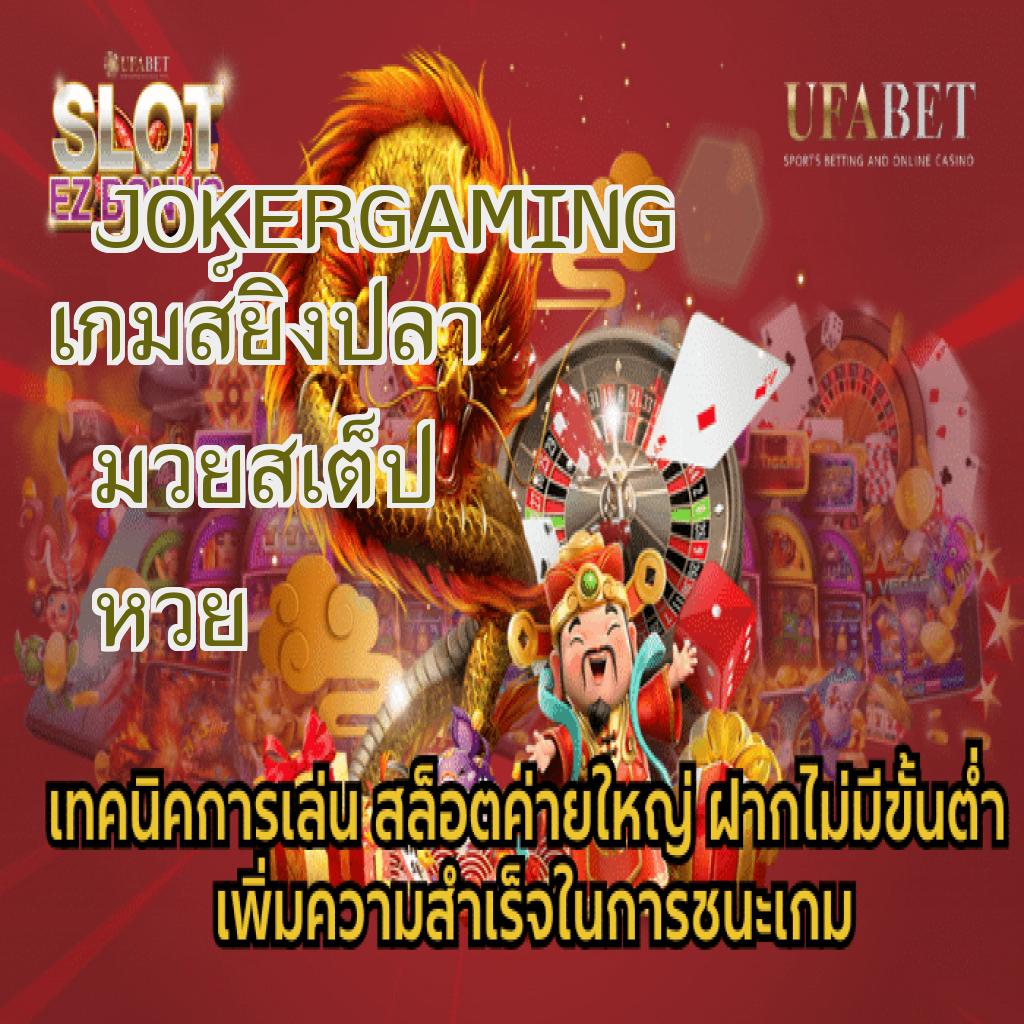 UFABET
SLOT
EZ BONUS
UFABET
SPORTS BETTING AND ONLINE CASINO
JOKERGAMING
เกมส์ยิงปลา
มวยสเต็ป
หวย
เทคนิคการเล่น สล็อตค่ายใหญ่ ฝากไม่มีขั้นต่ำ
เพิ่มความสำเร็จในการชนะเกม